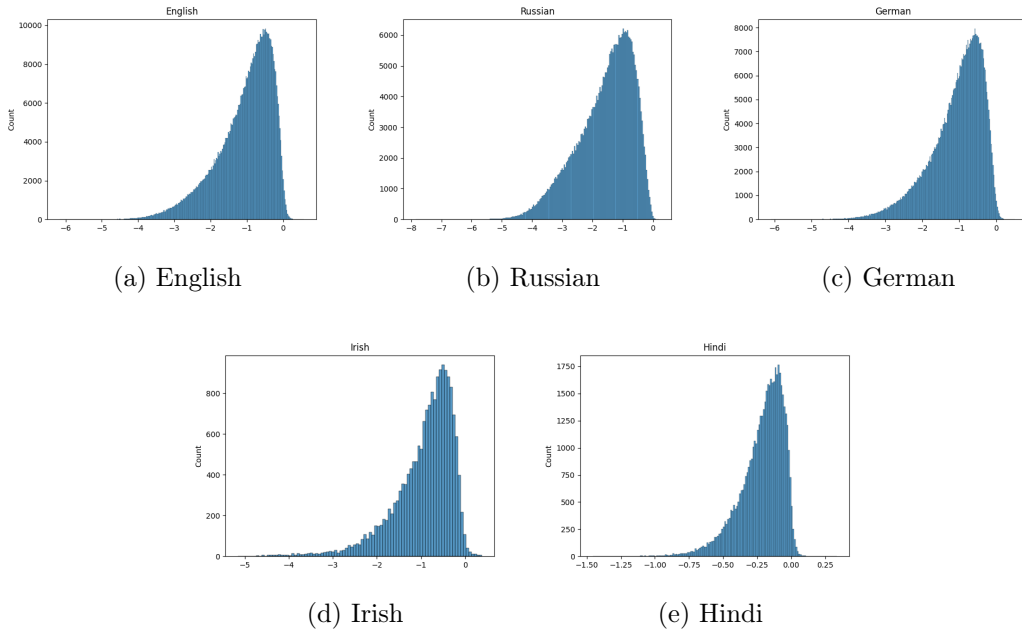 English
Count
10000
8000
6000
4000
2000
0
−6 −5 −4 −3 −2 −1 0
Russian
Count
6000
5000
4000
3000
2000
1000
0
−8 −7 −6 −5 −4 −3 −2 −1 0
German
Count
8000
7000
6000
5000
4000
3000
2000
1000
0
−6 −5 −4 −3 −2 −1 0
(a) English
(b) Russian
(c) German
Irish
Count
800
600
400
200
0
−5 −4 −3 −2 −1 0
Hindi
Count
1750
1500
1250
1000
750
500
250
0
−1.50 −1.25 −1.00 −0.75 −0.50 −0.25 0.00 0.25
(d) Irish
(e) Hindi